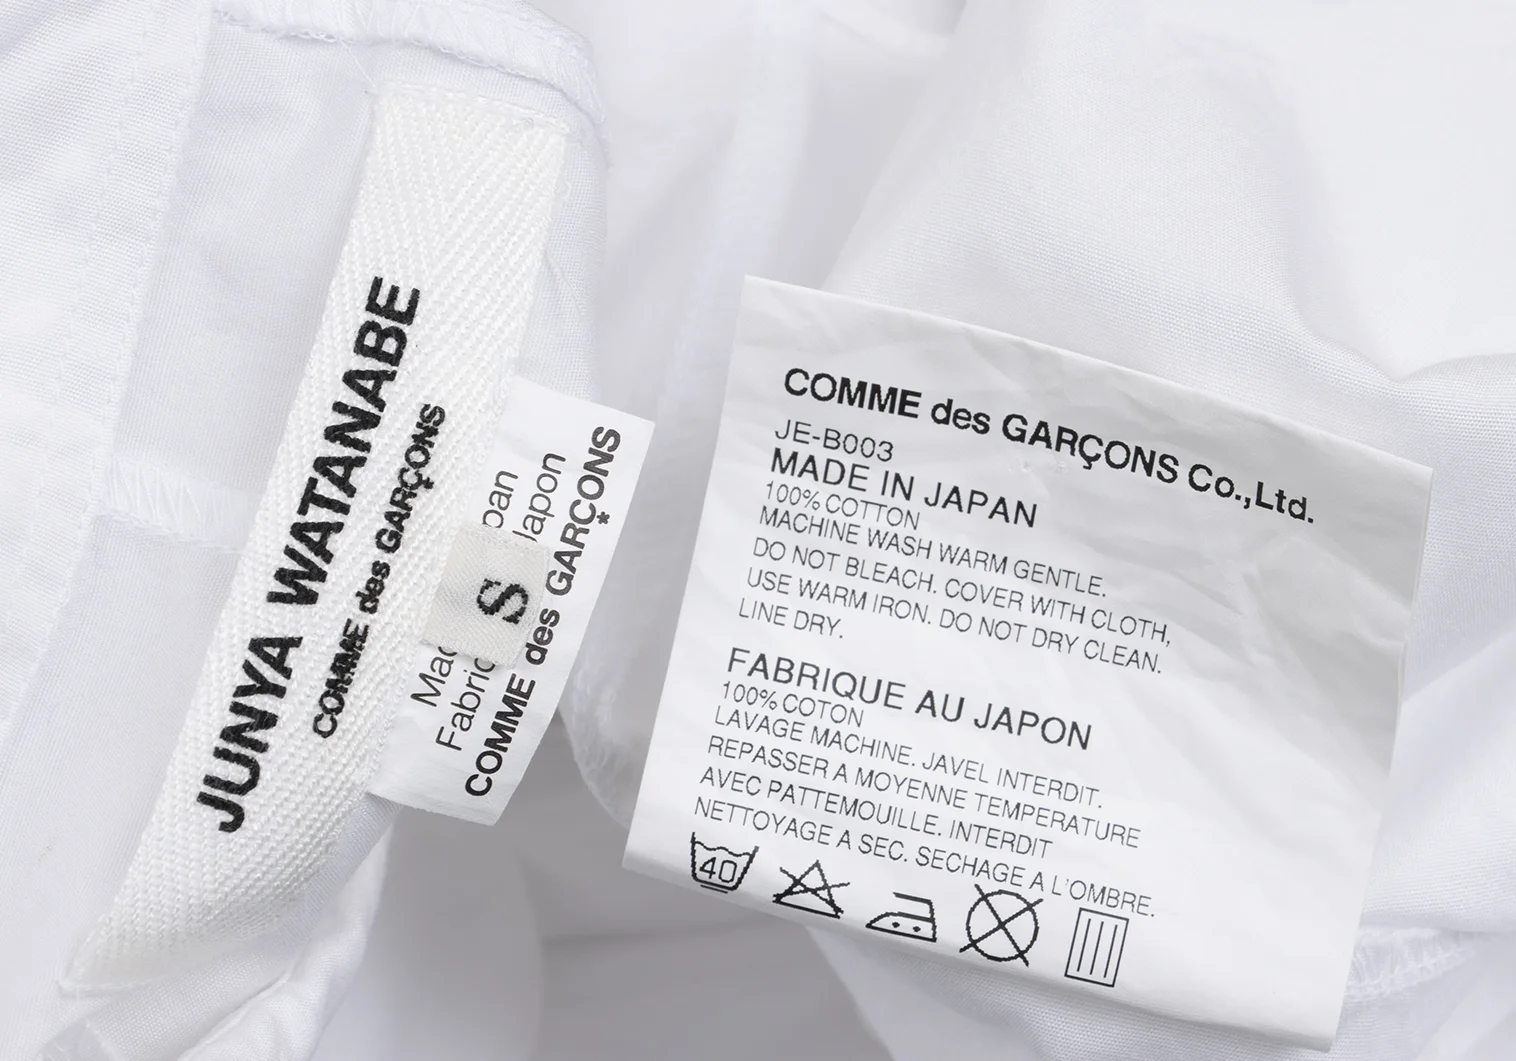 JUNYA WATANABE
COMME des GARÇONS
S
Japon
COMME des GARÇONS
*
COMME des GARÇONS Co.,Ltd.
JE-B003
MADE IN JAPAN
100% COTTON
MACHINE WASH WARM GENTLE.
DO NOT BLEACH. COVER WITH CLOTH,
USE WARM IRON. DO NOT DRY CLEAN.
LINE DRY.
FABRIQUE AU JAPON
100% COTON
LAVAGE MACHINE. JAVEL INTERDIT.
REPASSER A MOYENNE TEMPERATURE
AVEC PATTEMOUILLE. INTERDIT
NETTOYAGE A SEC. SECHAGE A L'OMBRE.
40